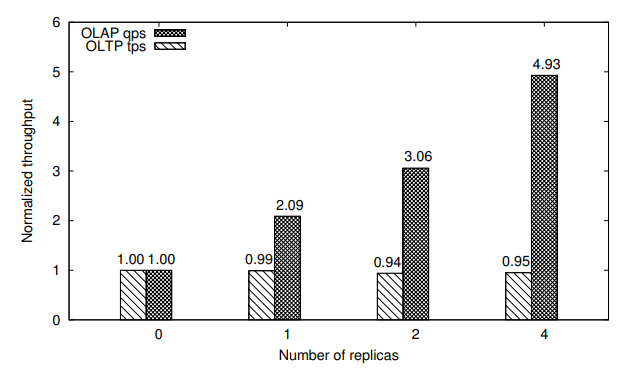 OLAP qps
OLTP tps
Normalized throughput
6
5
4
3
2
1
0
1.00 1.00
0.99 2.09
0.94 3.06
0.95 4.93
0 1 2 4
Number of replicas